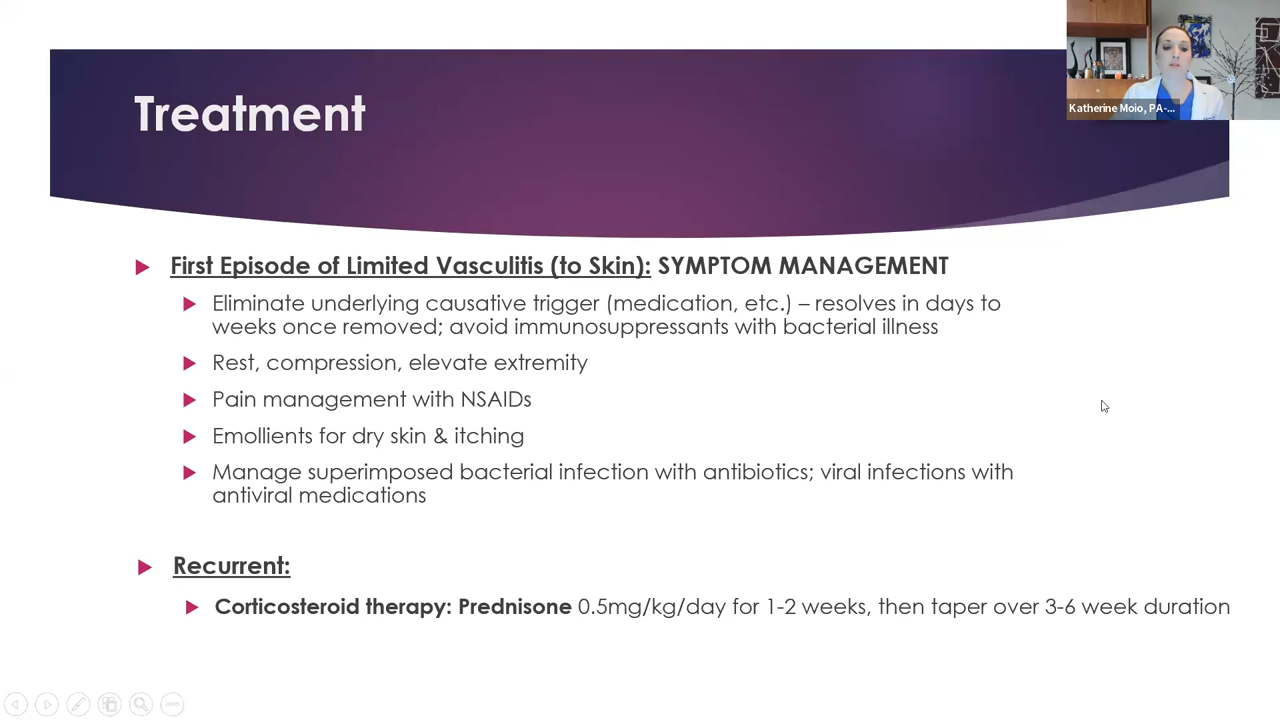 Katherine Moio, PA-...
Treatment
First Episode of Limited Vasculitis (to Skin): SYMPTOM MANAGEMENT
Eliminate underlying causative trigger (medication, etc.) – resolves in days to
weeks once removed; avoid immunosuppressants with bacterial illness
Rest, compression, elevate extremity
Pain management with NSAIDs
Emollients for dry skin & itching
Manage superimposed bacterial infection with antibiotics; viral infections with
antiviral medications
Recurrent:
Corticosteroid therapy: Prednisone 0.5mg/kg/day for 1-2 weeks, then taper over 3-6 week duration